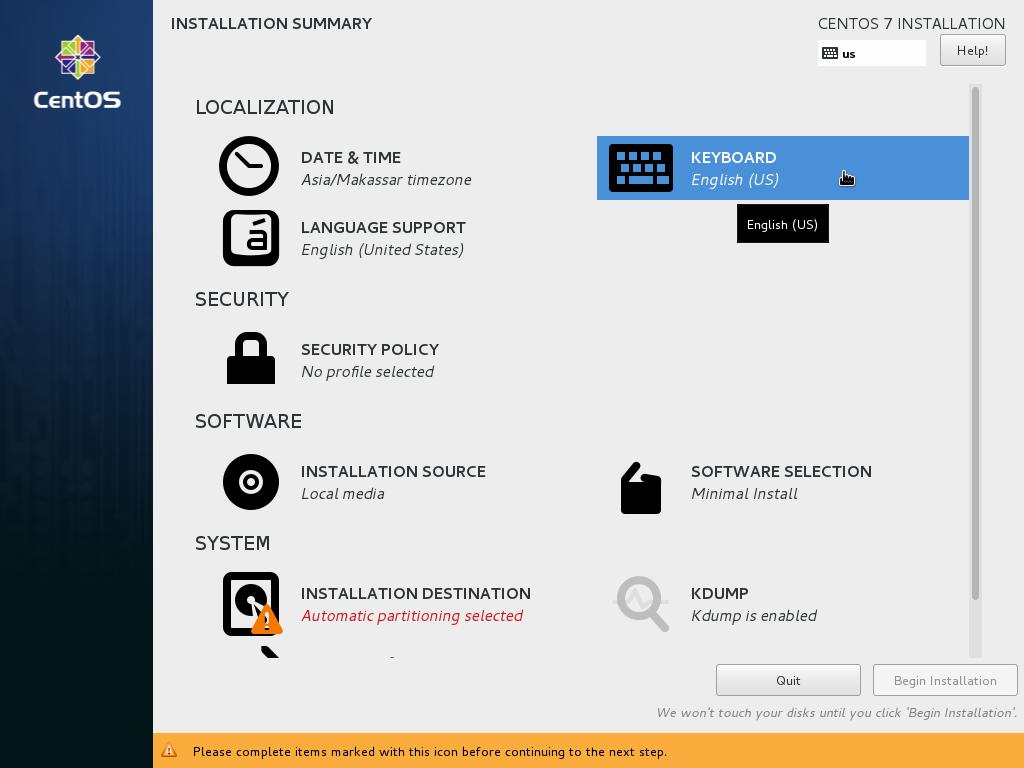 INSTALLATION SUMMARY
CENTOS 7 INSTALLATION
us
Help!
CentOS
LOCALIZATION
DATE & TIME
Asia/Makassar timezone
KEYBOARD
English (US)
English (US)
LANGUAGE SUPPORT
English (United States)
SECURITY
SECURITY POLICY
No profile selected
SOFTWARE
INSTALLATION SOURCE
Local media
SOFTWARE SELECTION
Minimal Install
SYSTEM
INSTALLATION DESTINATION
Automatic partitioning selected
KDUMP
Kdump is enabled
Quit
Begin Installation
We won't touch your disks until you click 'Begin Installation'.
Please complete items marked with this icon before continuing to the next step.